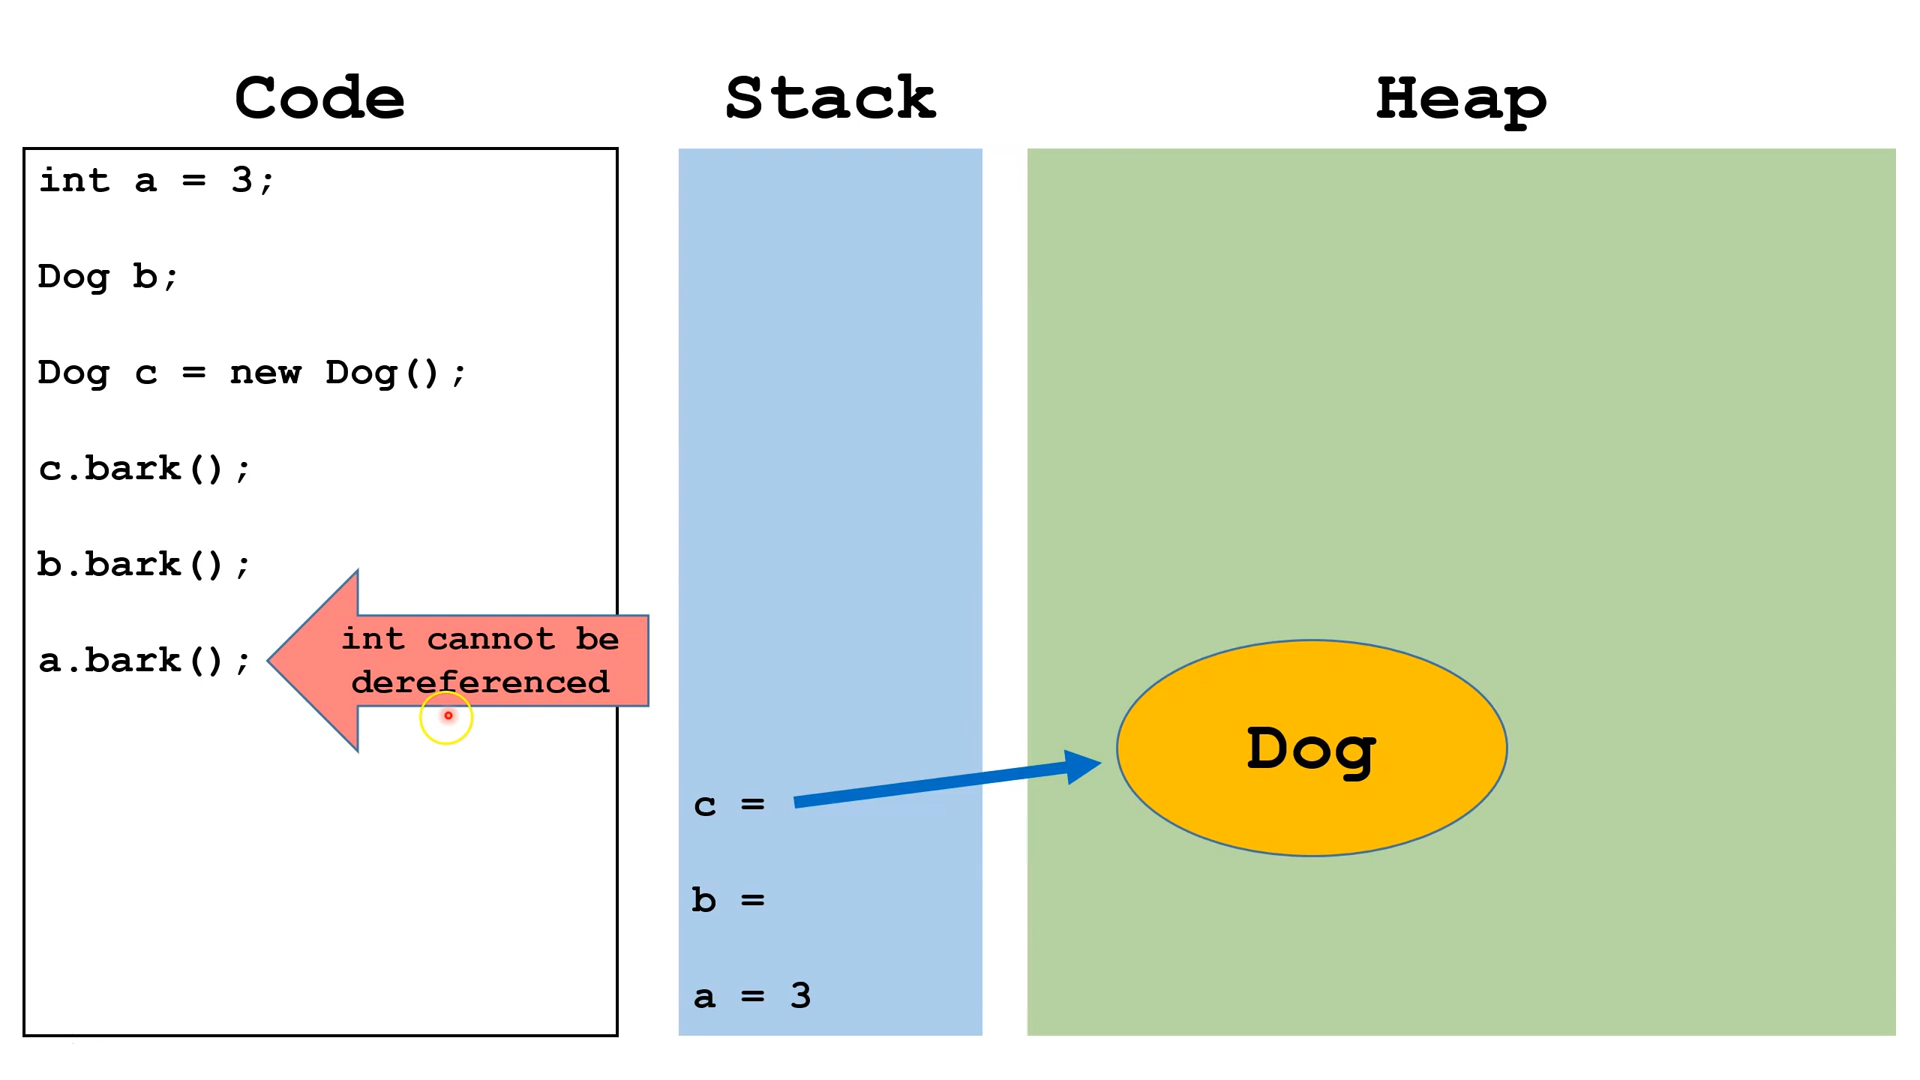 Code
Stack
Heap
int a = 3;
Dog b;
Dog c = new Dog();
c.bark();
b.bark();
a.bark();
int cannot be
dereferenced
c =
b =
a = 3
Dog